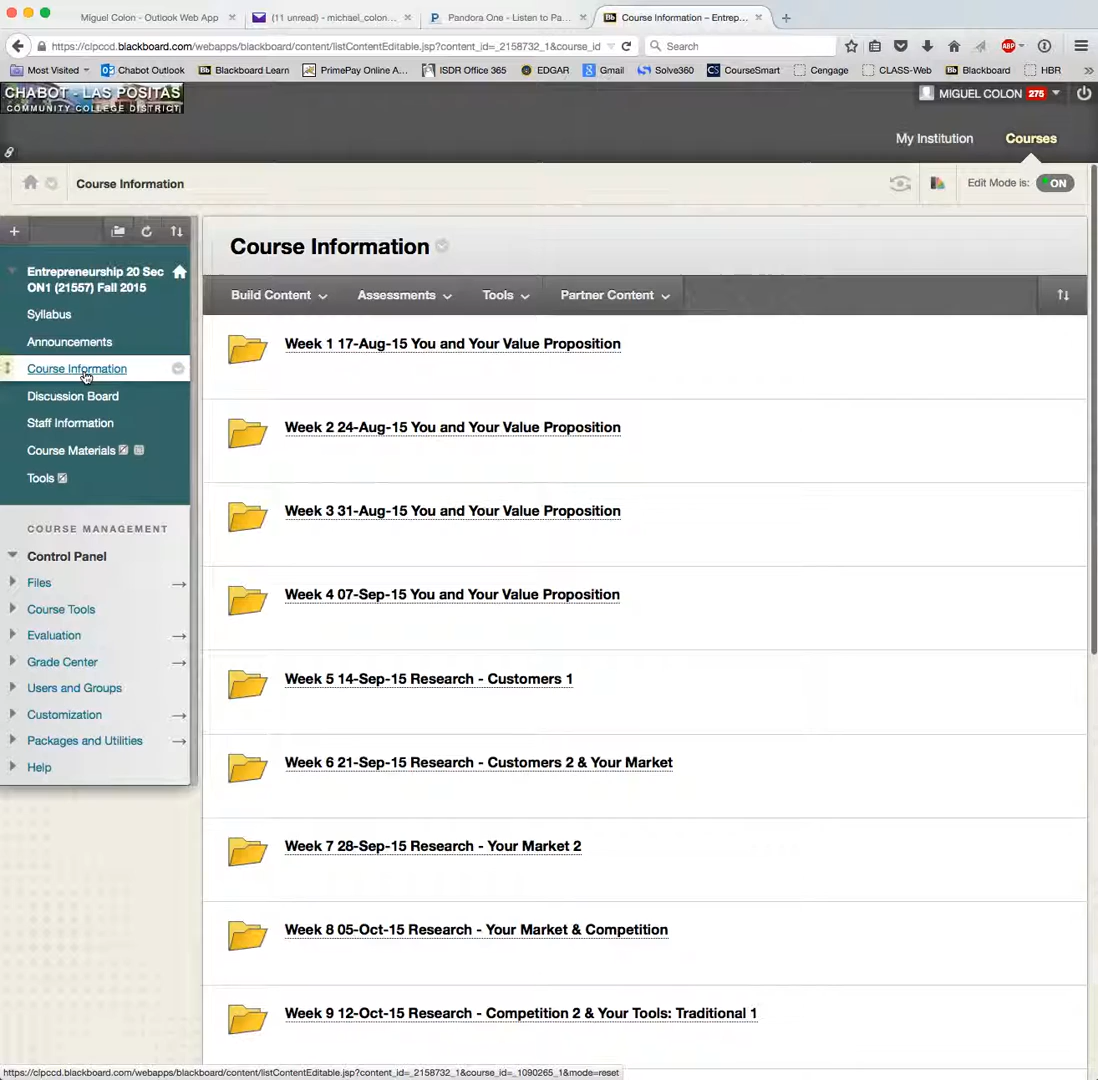 Miguel Colon - Outlook Web App
(11 unread) - michael_colon...
Pandora One - Listen to Pa...
Course Information – Entrep...
https://clpccd.blackboard.com/webapps/blackboard/content/listContentEditable.jsp?content_id=_2158732_1&course_id
Search
ABP
Most Visited
Chabot Outlook
Blackboard Learn
PrimePay Online A...
ISDR Office 365
EDGAR
Gmail
Solve360
CourseSmart
Cengage
CLASS-Web
Blackboard
HBR
CHABOT - LAS POSITAS
COMMUNITY COLLEGE DISTRICT
MIGUEL COLON 275
My Institution
Courses
Course Information
Edit Mode is: ON
Entrepreneurship 20 Sec
ON1 (21557) Fall 2015
Syllabus
Announcements
Course Information
Discussion Board
Staff Information
Course Materials
Tools
COURSE MANAGEMENT
Control Panel
Files
Course Tools
Evaluation
Grade Center
Users and Groups
Customization
Packages and Utilities
Help
Course Information
Build Content
Assessments
Tools
Partner Content
Week 1 17-Aug-15 You and Your Value Proposition
Week 2 24-Aug-15 You and Your Value Proposition
Week 3 31-Aug-15 You and Your Value Proposition
Week 4 07-Sep-15 You and Your Value Proposition
Week 5 14-Sep-15 Research - Customers 1
Week 6 21-Sep-15 Research - Customers 2 & Your Market
Week 7 28-Sep-15 Research - Your Market 2
Week 8 05-Oct-15 Research - Your Market & Competition
Week 9 12-Oct-15 Research - Competition 2 & Your Tools: Traditional 1
https://clpccd.blackboard.com/webapps/blackboard/content/listContentEditable.jsp?content_id=_2158732_1&course_id=_1090265_1&mode=reset